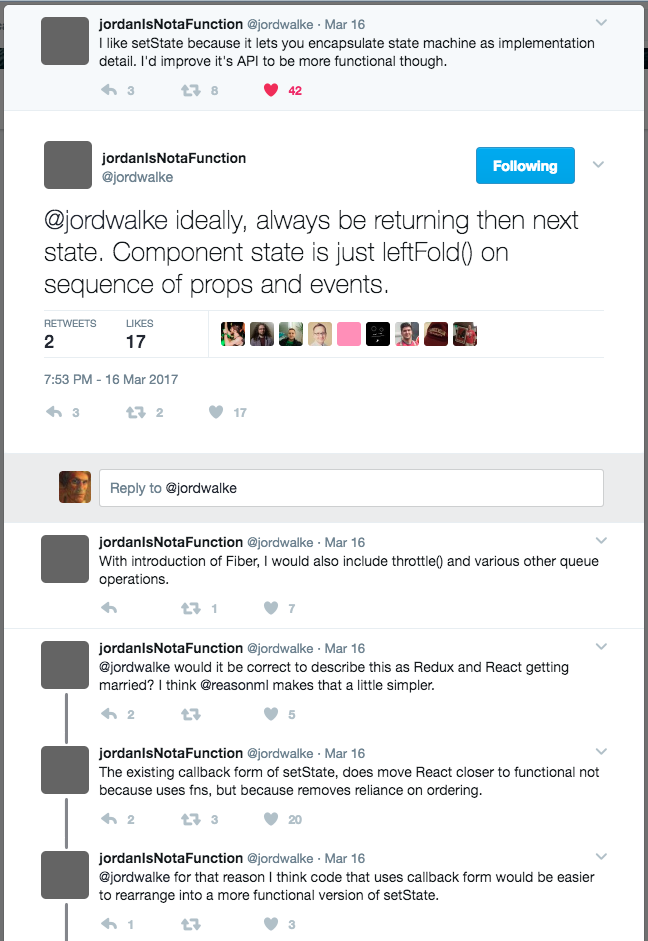 jordanIsNotaFunction @jordwalke · Mar 16
I like setState because it lets you encapsulate state machine as implementation
detail. I'd improve it's API to be more functional though.
3 8 42
jordanIsNotaFunction
@jordwalke
Following
@jordwalke ideally, always be returning then next
state. Component state is just leftFold() on
sequence of props and events.
RETWEETS LIKES
2 17
7:53 PM - 16 Mar 2017
3 2 17
Reply to @jordwalke
jordanIsNotaFunction @jordwalke · Mar 16
With introduction of Fiber, I would also include throttle() and various other queue
operations.
1 7
jordanIsNotaFunction @jordwalke · Mar 16
@jordwalke would it be correct to describe this as Redux and React getting
married? I think @reasonml makes that a little simpler.
2 5
jordanIsNotaFunction @jordwalke · Mar 16
The existing callback form of setState, does move React closer to functional not
because uses fns, but because removes reliance on ordering.
2 3 20
jordanIsNotaFunction @jordwalke · Mar 16
@jordwalke for that reason I think code that uses callback form would be easier
to rearrange into a more functional version of setState.
1 3